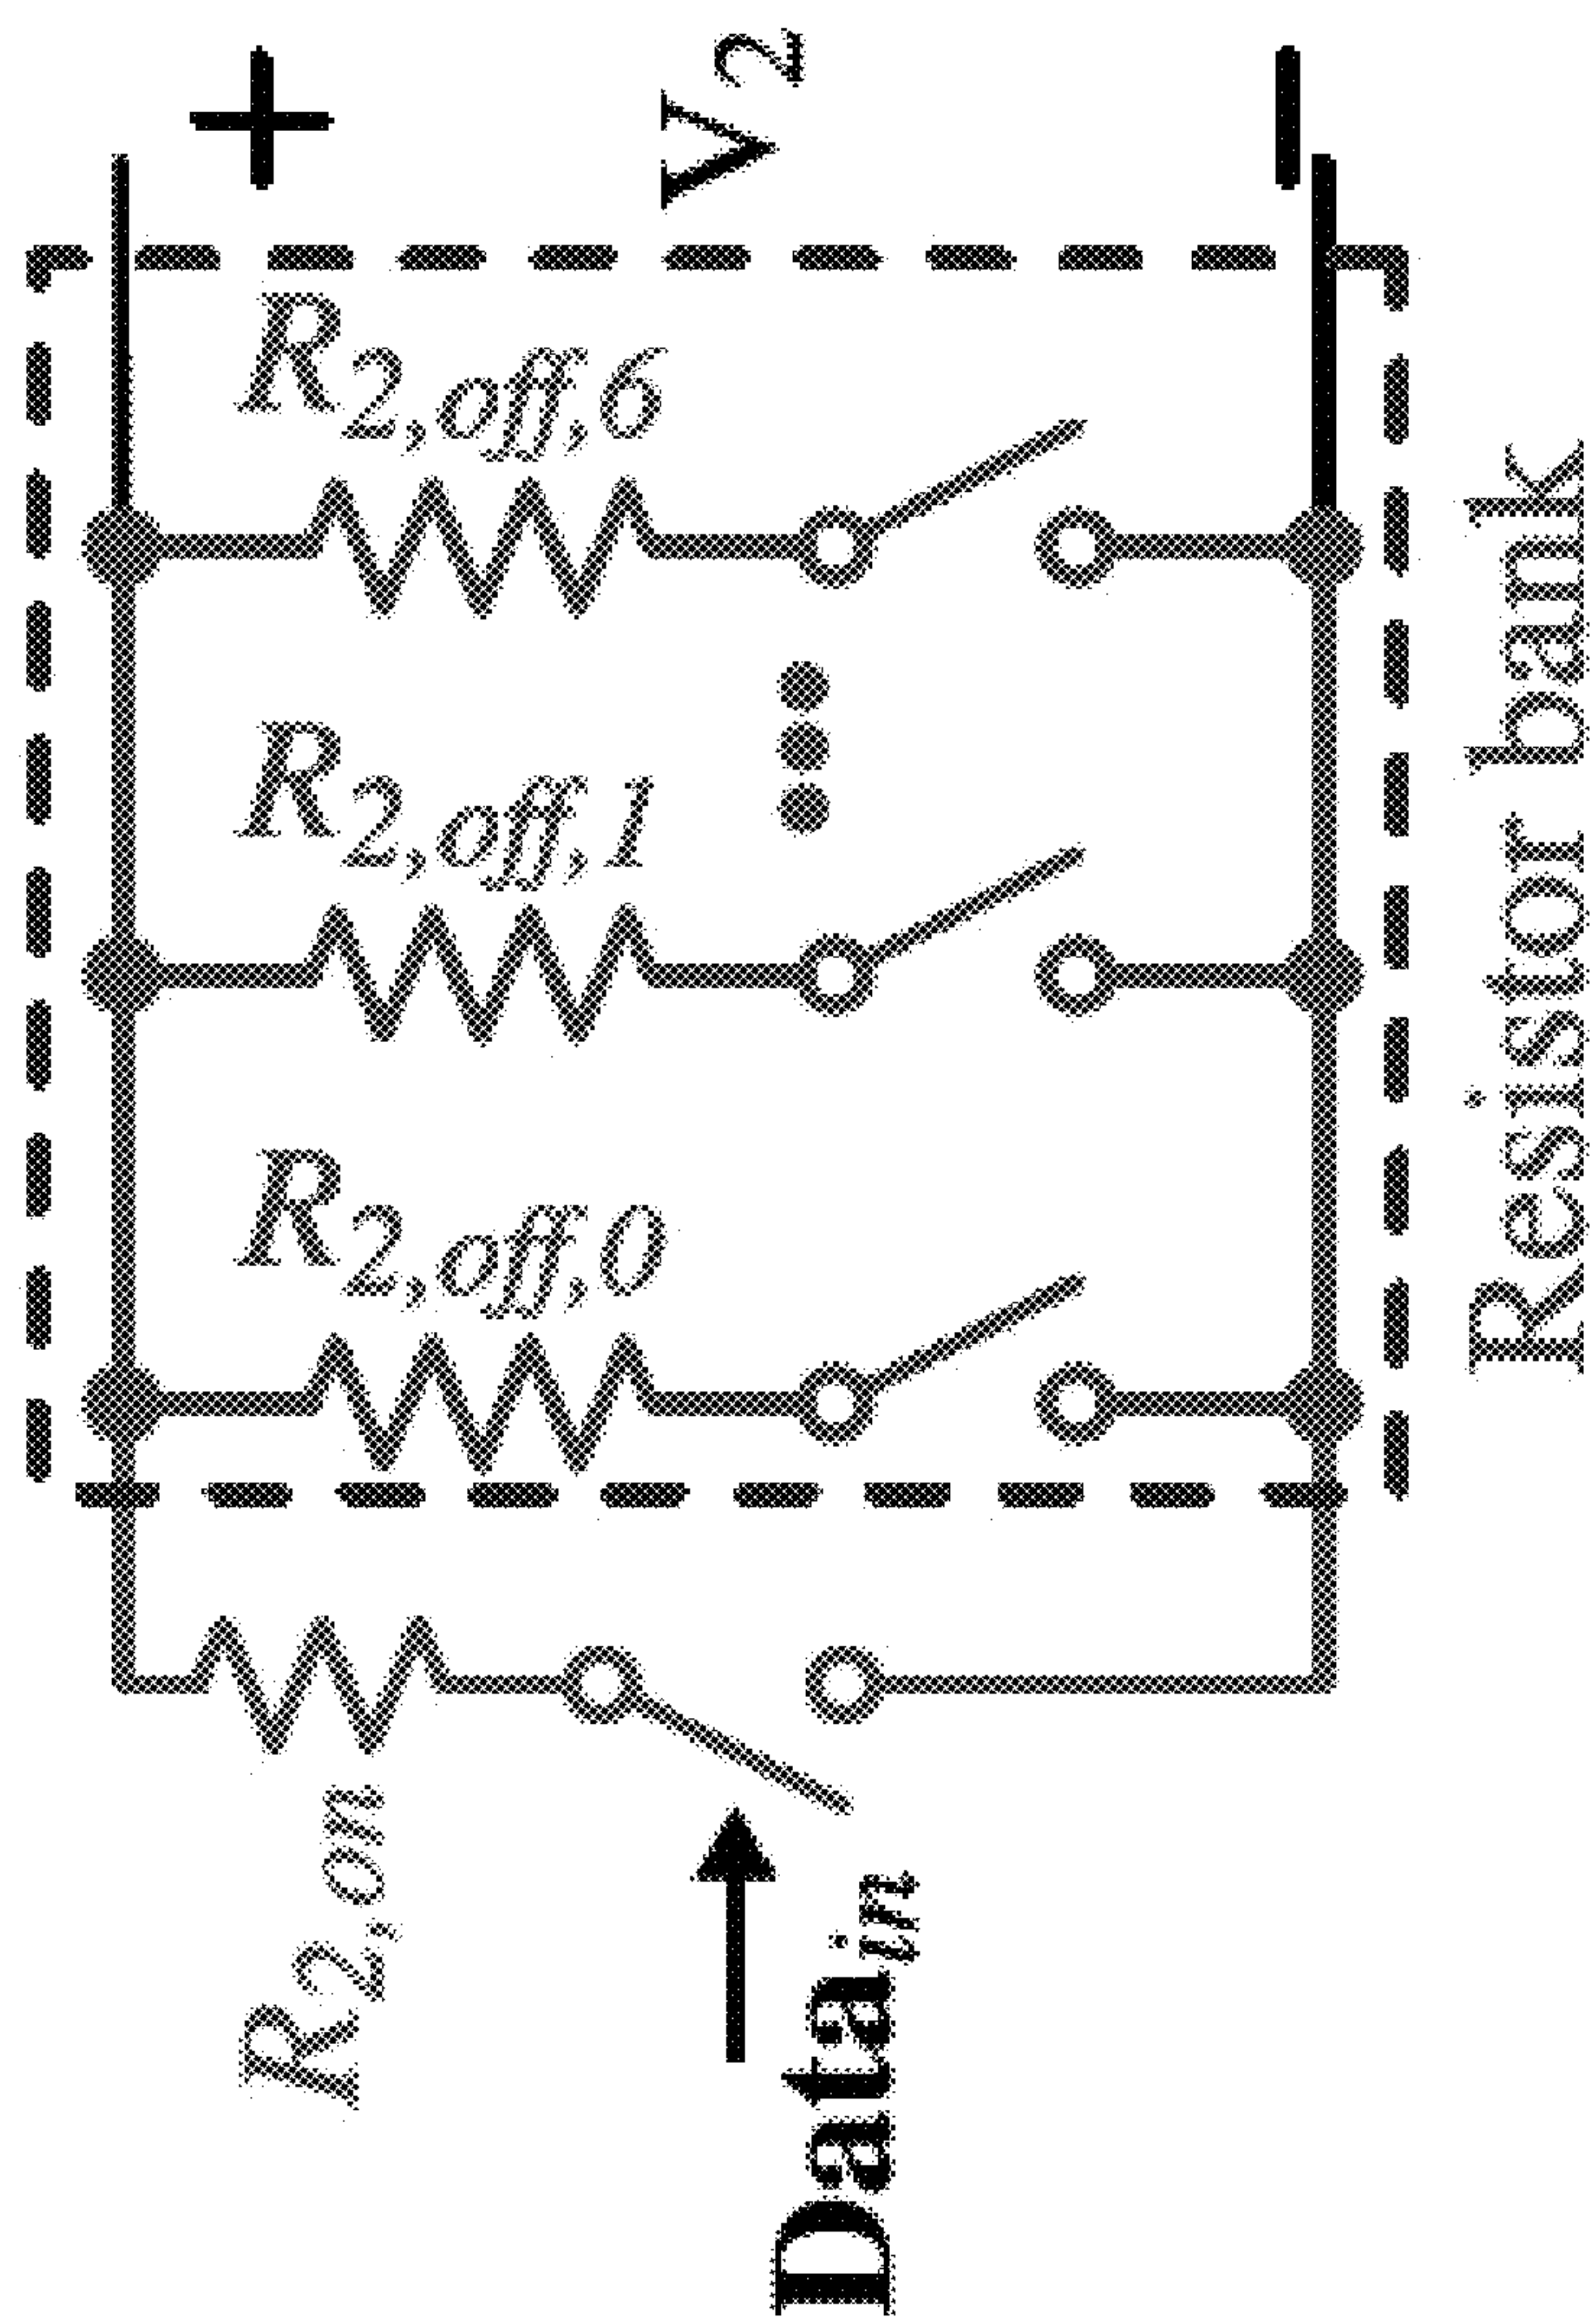 R2,on
Datain
R2,off,0
R2,off,1
R2,off,6
+
V2
−
Resistor bank